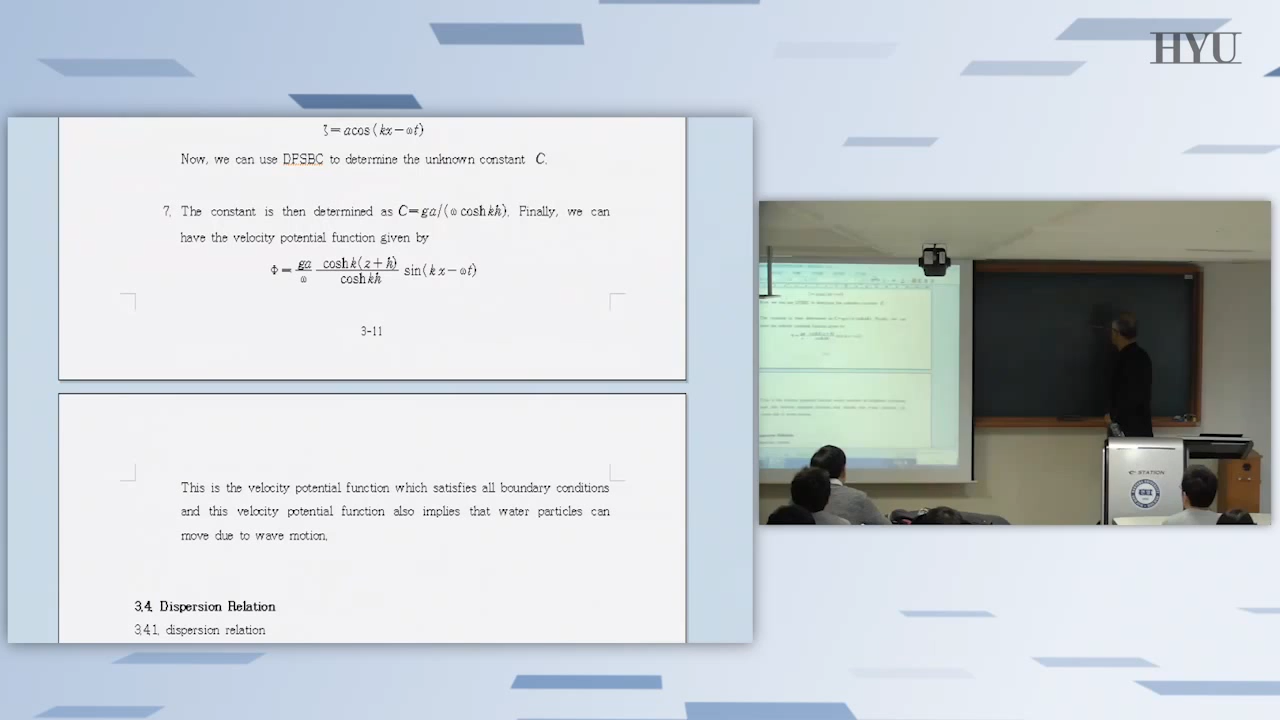 HYU
ζ=acos(kx−ωt)
Now, we can use DFSBC to determine the unknown constant C.
7. The constant is then determined as C=ga/(ω cosh kh). Finally, we can
have the velocity potential function given by
Φ= ga/ω cosh k(z+h)/cosh kh sin(kx−ωt)
3-11
This is the velocity potential function which satisfies all boundary conditions
and this velocity potential function also implies that water particles can
move due to wave motion.
3.4. Dispersion Relation
3.4.1. dispersion relation
STATION